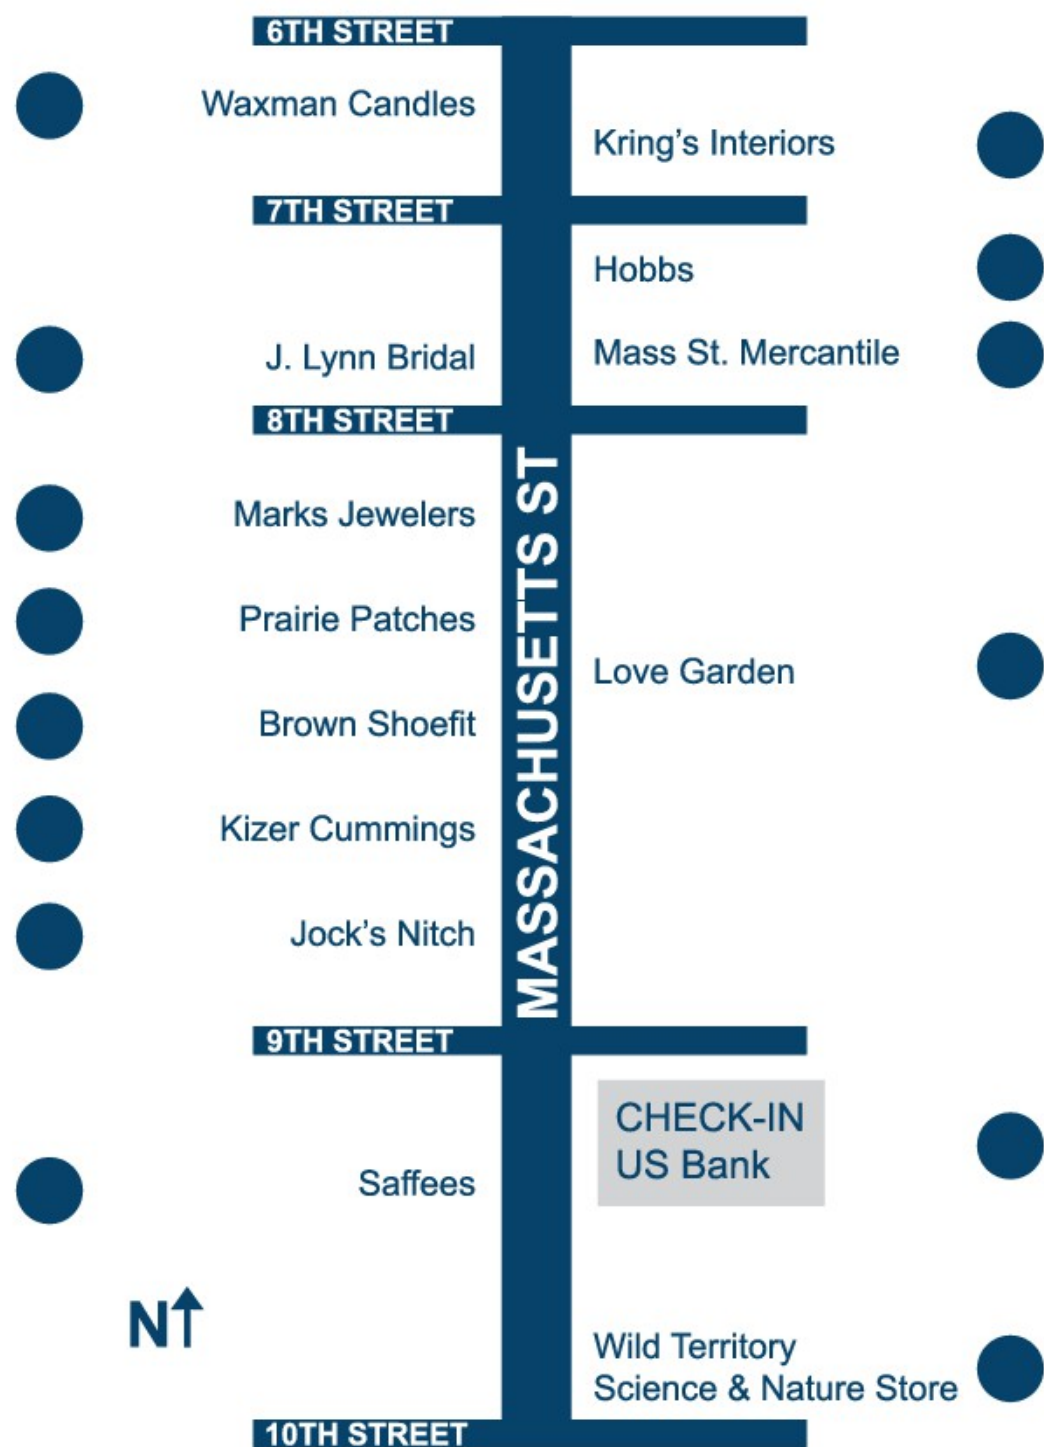 6TH STREET
Waxman Candles
Kring's Interiors
7TH STREET
Hobbs
J. Lynn Bridal
Mass St. Mercantile
8TH STREET
MASSACHUSETTS ST
Marks Jewelers
Prairie Patches
Love Garden
Brown Shoefit
Kizer Cummings
Jock's Nitch
9TH STREET
CHECK-IN
US Bank
Saffees
N
Wild Territory
Science & Nature Store
10TH STREET